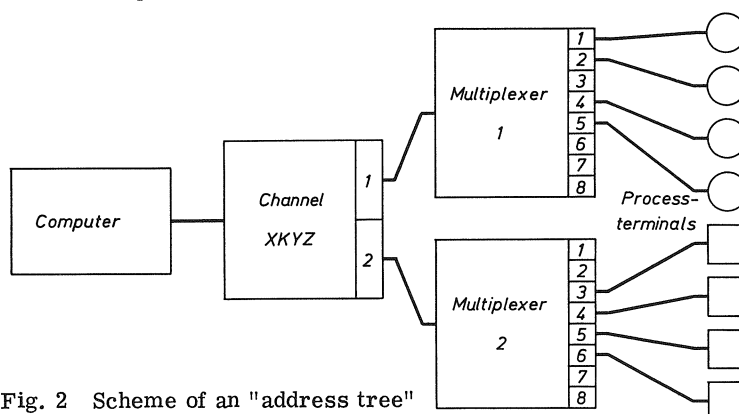 Computer
Channel
XKYZ
1
2
Multiplexer
1
1
2
3
4
5
6
7
8
Process-
terminals
Multiplexer
2
1
2
3
4
5
6
7
8
Fig. 2 Scheme of an "address tree"